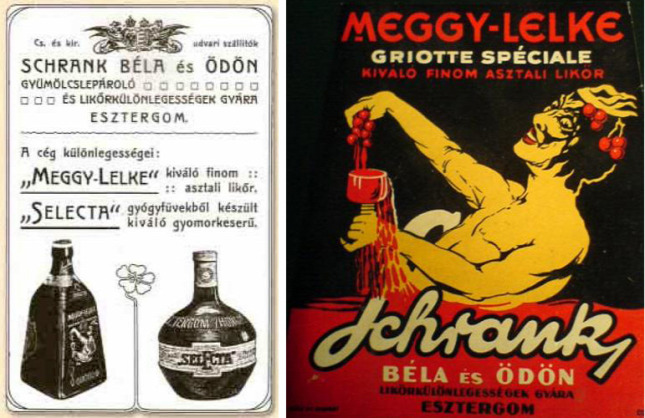 Cs. és kir. udvari szállítók
SCHRANK BÉLA és ÖDÖN
GYÜMÖLCSLEPÁROLÓ
ÉS LIKŐRKÜLÖNLEGESSÉGEK GYÁRA
ESZTERGOM.
A cég különlegességei:
„MEGGY-LELKE" kiváló finom ::
:: asztali likőr.
„SELECTA" gyógyfüvekből készült
kiváló gyomorkeserű.
SELECTA
MEGGY-LELKE
GRIOTTE SPÉCIALE
KIVÁLÓ FINOM ASZTALI LIKŐR
Schrank,
BÉLA ÉS ÖDÖN
LIKŐRKÜLÖNLEGESSÉGEK GYÁRA
ESZTERGOM